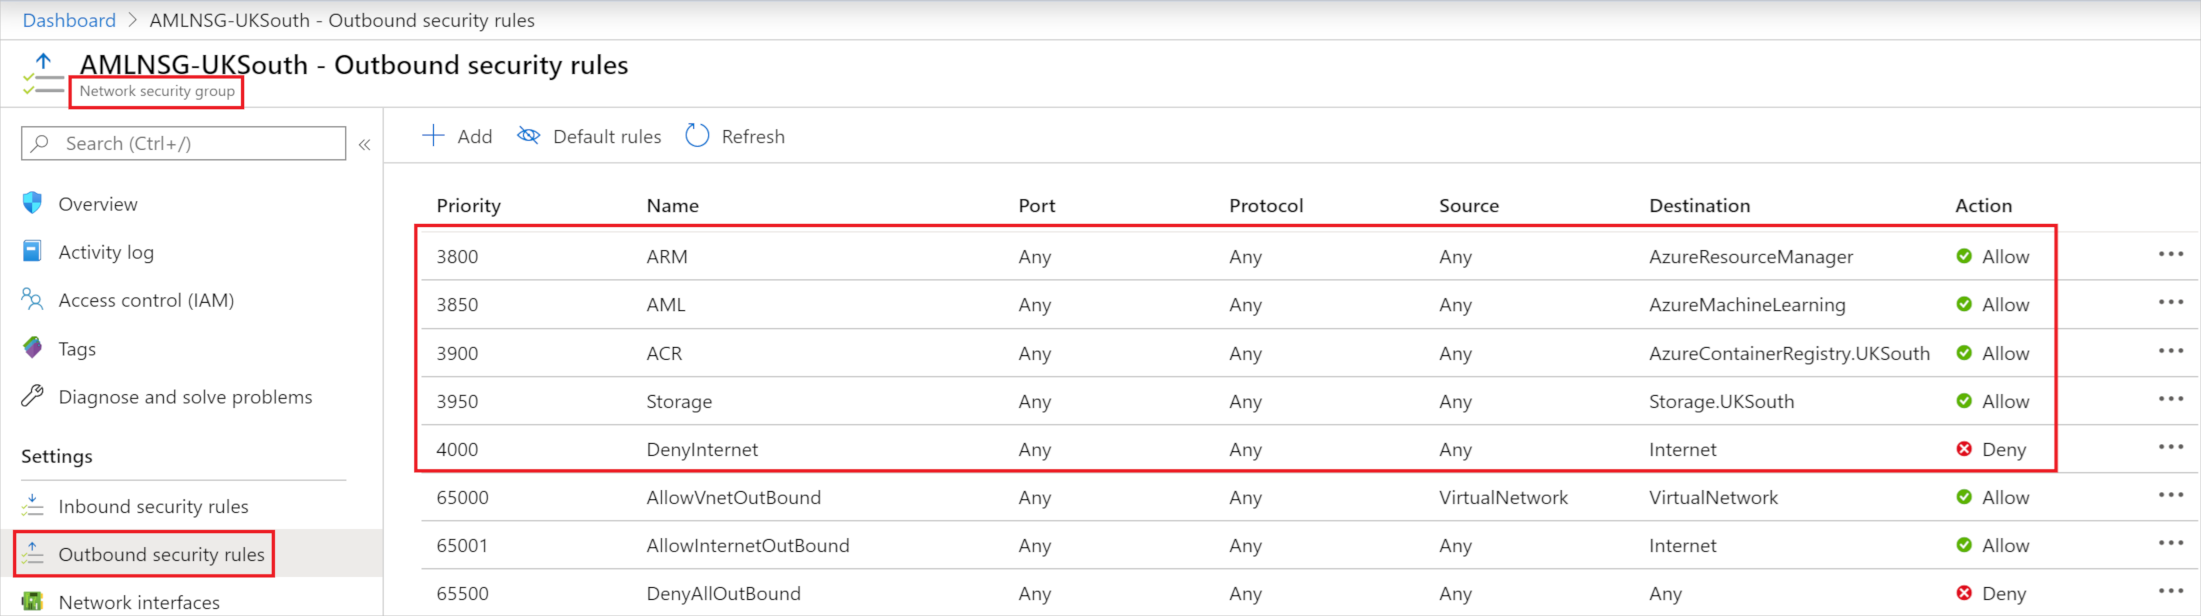 Dashboard > AMLNSG-UKSouth - Outbound security rules
AMLNSG-UKSouth - Outbound security rules
Network security group
Search (Ctrl+/)
«
Overview
Activity log
Access control (IAM)
Tags
Diagnose and solve problems
Settings
Inbound security rules
Outbound security rules
Network interfaces
Add Default rules Refresh
Priority Name Port Protocol Source Destination Action
3800 ARM Any Any Any AzureResourceManager Allow ...
3850 AML Any Any Any AzureMachineLearning Allow ...
3900 ACR Any Any Any AzureContainerRegistry.UKSouth Allow ...
3950 Storage Any Any Any Storage.UKSouth Allow ...
4000 DenyInternet Any Any Any Internet Deny ...
65000 AllowVnetOutBound Any Any VirtualNetwork VirtualNetwork Allow ...
65001 AllowInternetOutBound Any Any Any Internet Allow ...
65500 DenyAllOutBound Any Any Any Any Deny ...